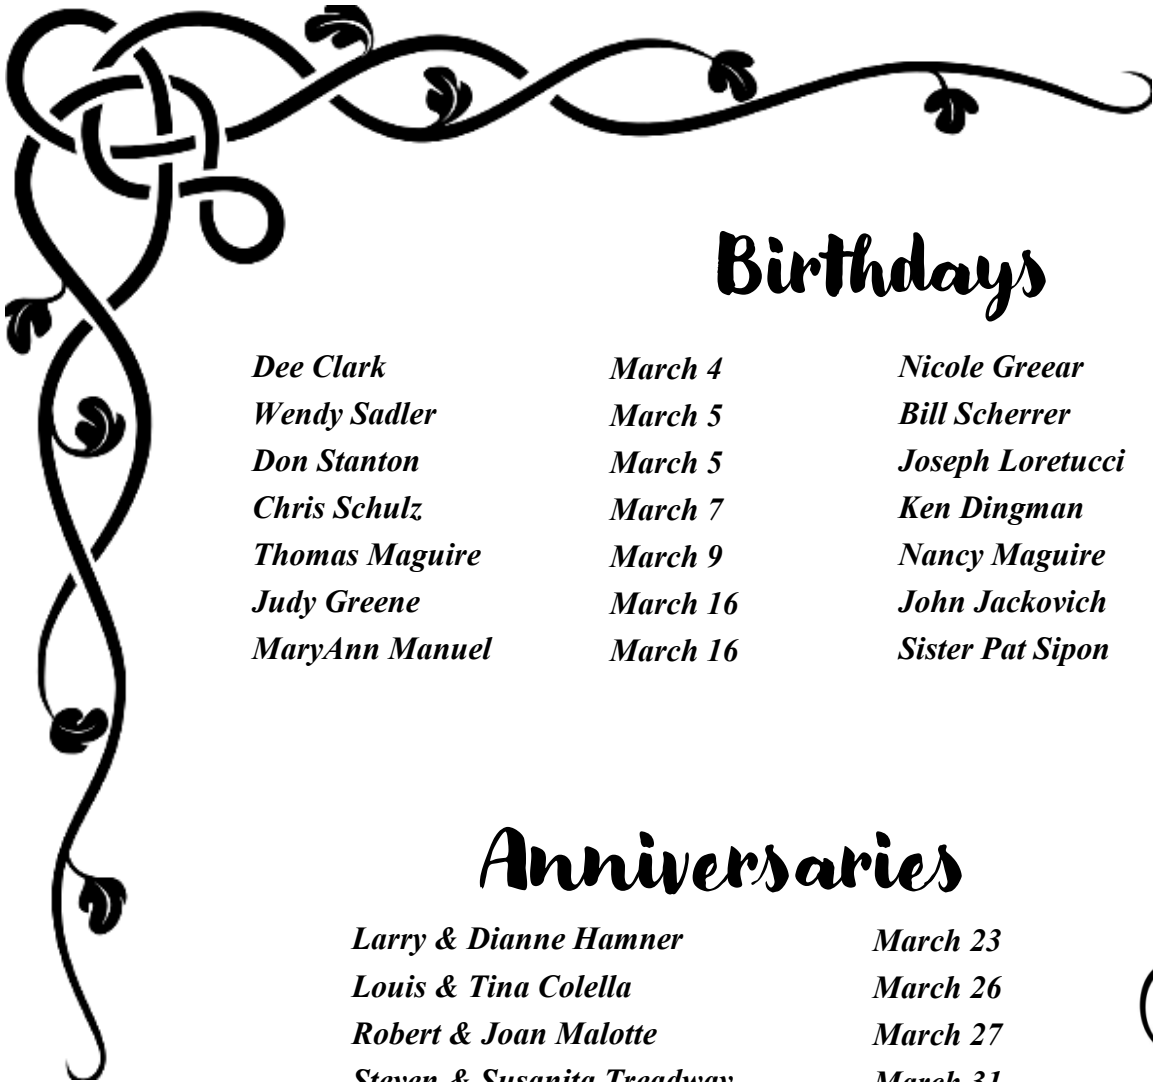 Birthdays
Dee Clark March 4 Nicole Greear
Wendy Sadler March 5 Bill Scherrer
Don Stanton March 5 Joseph Loretucci
Chris Schulz March 7 Ken Dingman
Thomas Maguire March 9 Nancy Maguire
Judy Greene March 16 John Jackovich
MaryAnn Manuel March 16 Sister Pat Sipon
Anniversaries
Larry & Dianne Hamner March 23
Louis & Tina Colella March 26
Robert & Joan Malotte March 27
Steven & Susanita Treadway March 31